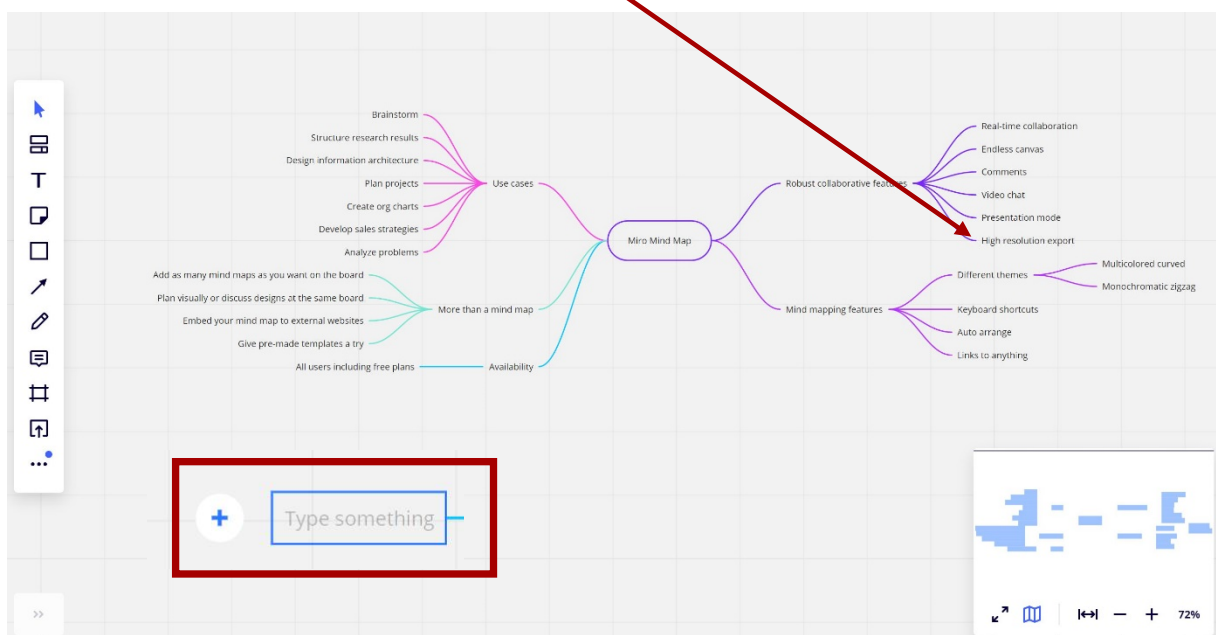 Brainstorm
Structure research results
Design information architecture
Plan projects
Create org charts
Develop sales strategies
Analyze problems
Use cases
Add as many mind maps as you want on the board
Plan visually or discuss designs at the same board
Embed your mind map to external websites
Give pre-made templates a try
More than a mind map
All users including free plans
Availability
Miro Mind Map
Robust collaborative features
Real-time collaboration
Endless canvas
Comments
Video chat
Presentation mode
High resolution export
Mind mapping features
Different themes
Multicolored curved
Monochromatic zigzag
Keyboard shortcuts
Auto arrange
Links to anything
T
Type something
72%